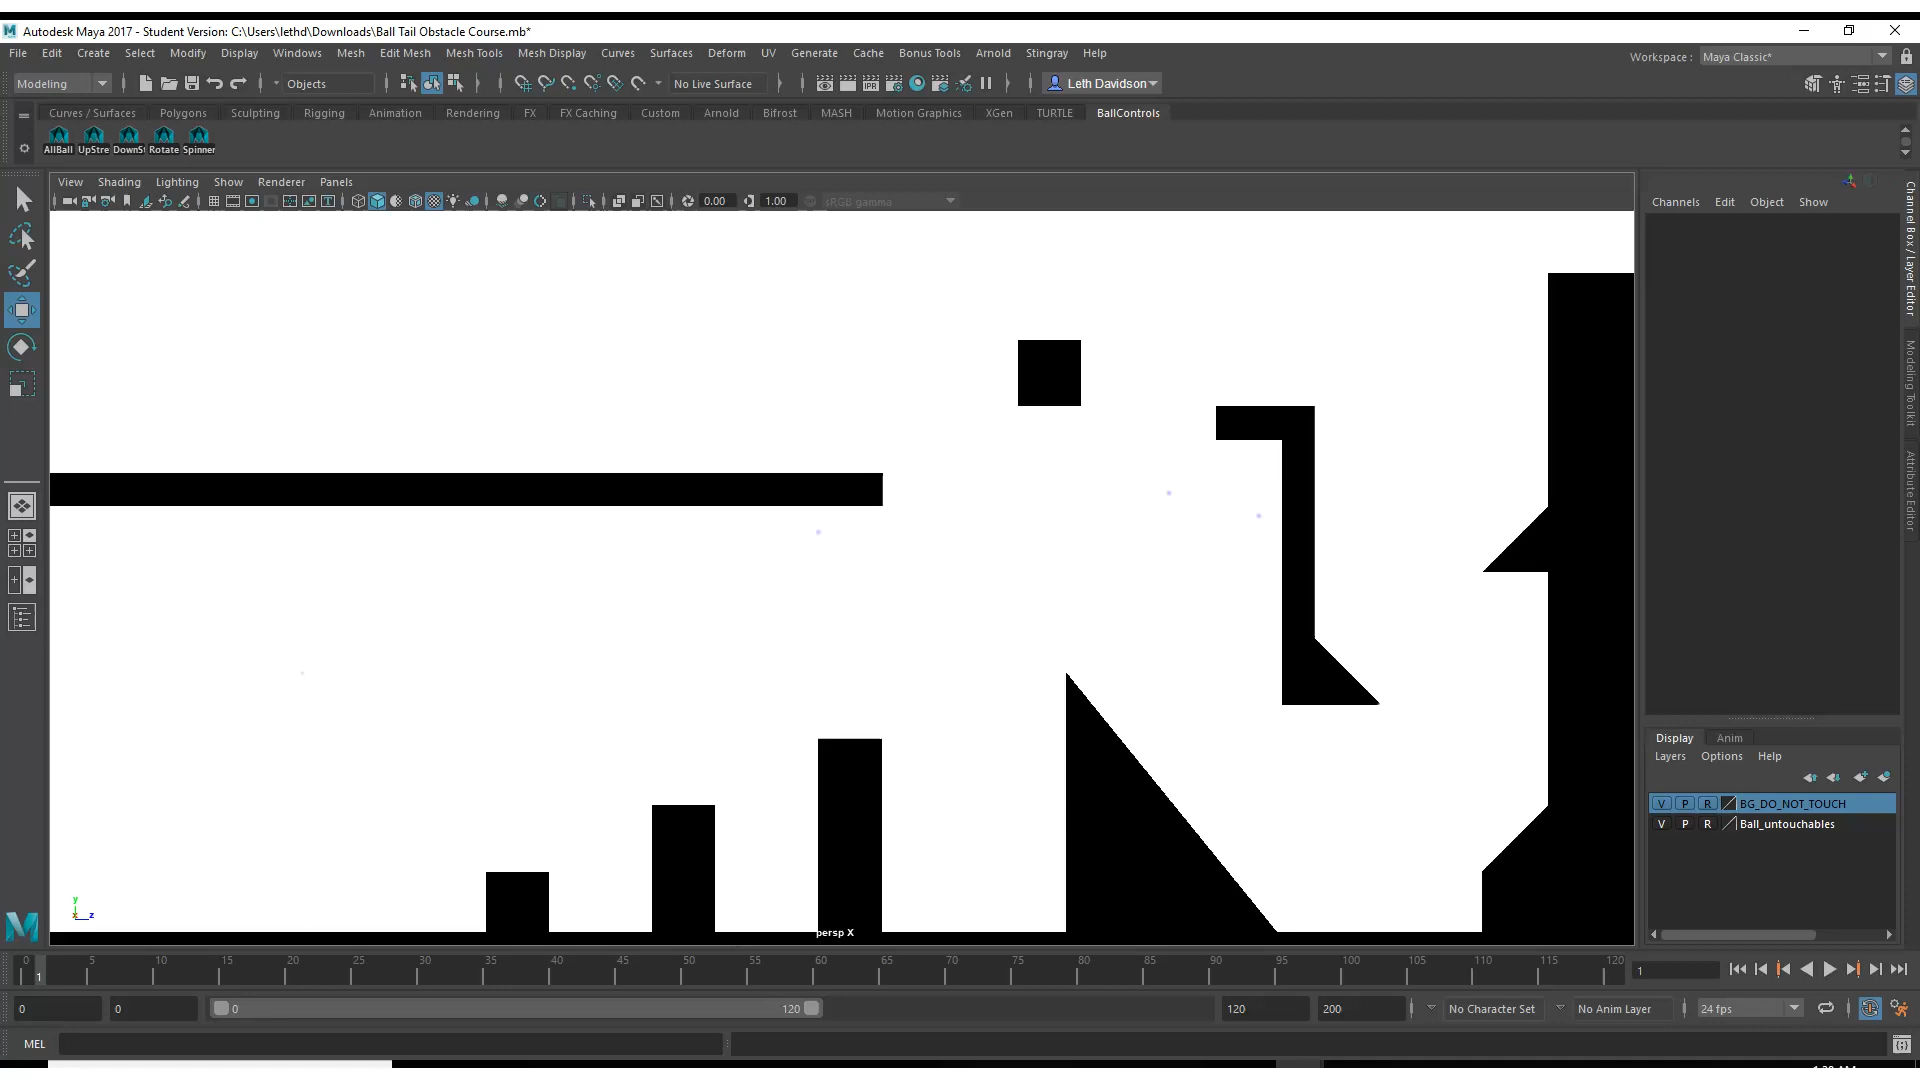 Autodesk Maya 2017 - Student Version: C:\Users\lethd\Downloads\Ball Tail Obstacle Course.mb*
File Edit Create Select Modify Display Windows Mesh Edit Mesh Mesh Tools Mesh Display Curves Surfaces Deform UV Generate Cache Bonus Tools Arnold Stingray Help
Workspace : Maya Classic*
Modeling Objects No Live Surface Leth Davidson
Curves / Surfaces Polygons Sculpting Rigging Animation Rendering FX FX Caching Custom Arnold Bifrost MASH Motion Graphics XGen TURTLE BallControls
AllBall UpStre DownS Rotate Spinner
View Shading Lighting Show Renderer Panels
0.00 1.00 sRGB gamma
Channels Edit Object Show
Channel Box / Layer Editor
Modeling Toolkit
Attribute Editor
Display Anim
Layers Options Help
V P R BG_DO_NOT_TOUCH
V P R Ball_untouchables
y
x z
persp X
0 5 10 15 20 25 30 35 40 45 50 55 60 65 70 75 80 85 90 95 100 105 110 115 120
1
1
0 0 0 120 120 200 No Character Set No Anim Layer 24 fps
MEL